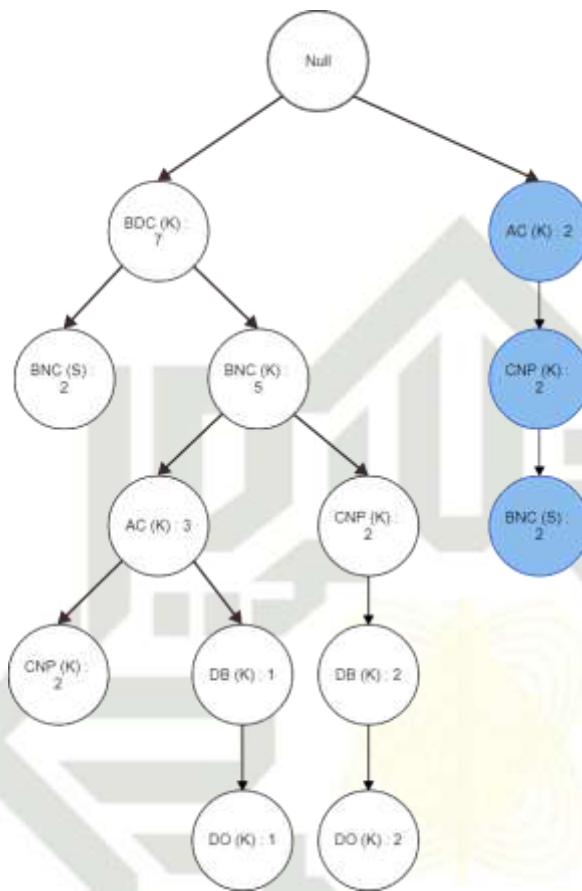 Null
BDC (K) :
7
AC (K) : 2
BNC (S) :
2
BNC (K) :
5
CNP (K) :
2
AC (K) : 3
CNP (K) :
2
BNC (S) :
2
CNP (K) :
2
DB (K) : 1
DB (K) : 2
DO (K) : 1
DO (K) : 2